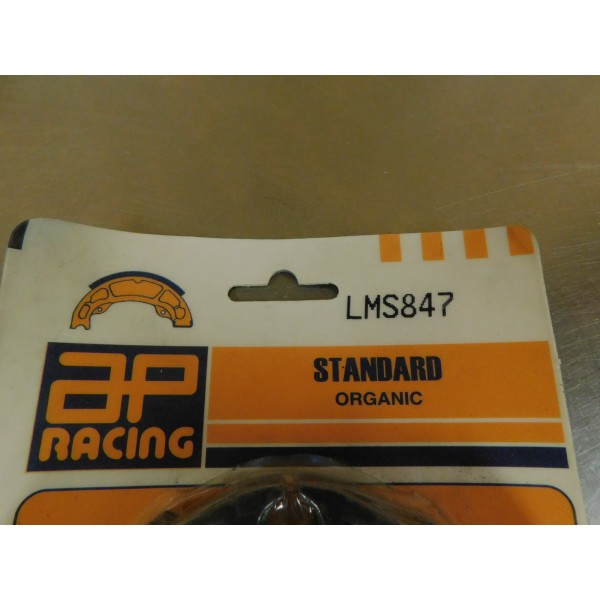 LMS847
ap
RACING
STANDARD
ORGANIC